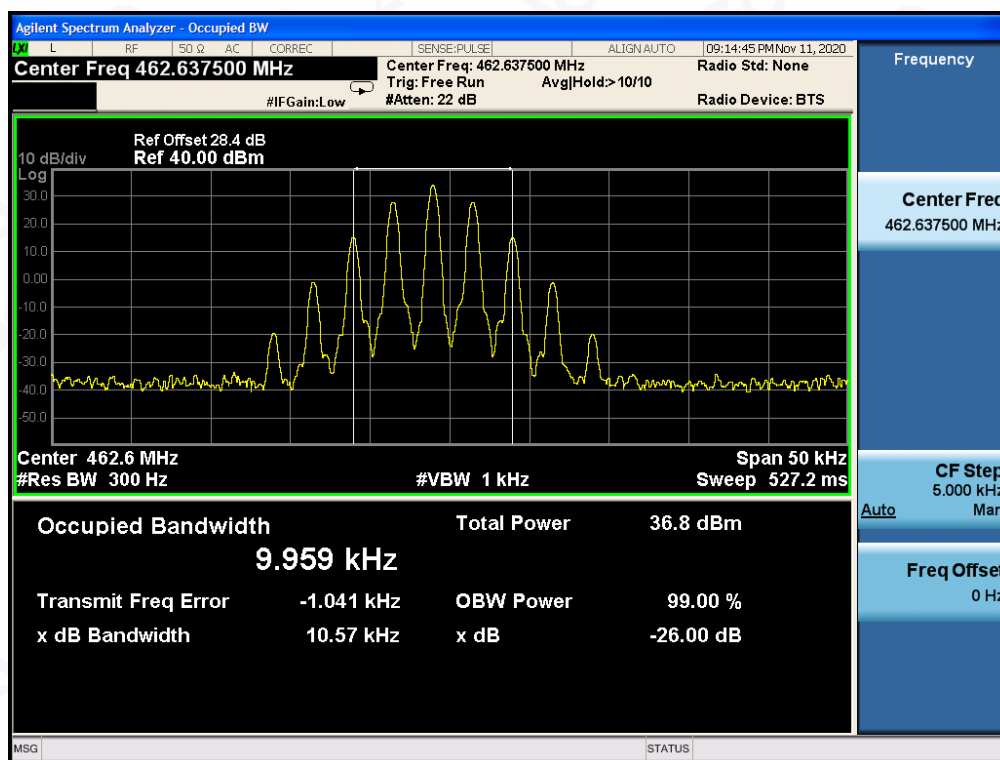 Agilent Spectrum Analyzer - Occupied BW
LXI L RF 50 Ω AC CORREC SENSE:PULSE ALIGN AUTO 09:14:45 PM Nov 11, 2020
Center Freq 462.637500 MHz
Center Freq: 462.637500 MHz
Radio Std: None
Trig: Free Run Avg|Hold:> 10/10
#IFGain:Low
#Atten: 22 dB
Radio Device: BTS
Ref Offset 28.4 dB
10 dB/div Ref 40.00 dBm
Log
30.0
20.0
10.0
0.00
-10.0
-20.0
-30.0
-40.0
-50.0
Center 462.6 MHz Span 50 kHz
#Res BW 300 Hz #VBW 1 kHz Sweep 527.2 ms
Occupied Bandwidth Total Power 36.8 dBm
9.959 kHz
Transmit Freq Error -1.041 kHz OBW Power 99.00 %
x dB Bandwidth 10.57 kHz x dB -26.00 dB
MSG STATUS
Frequency
Center Freq
462.637500 MHz
CF Step
5.000 kHz
Auto Man
Freq Offset
0 Hz